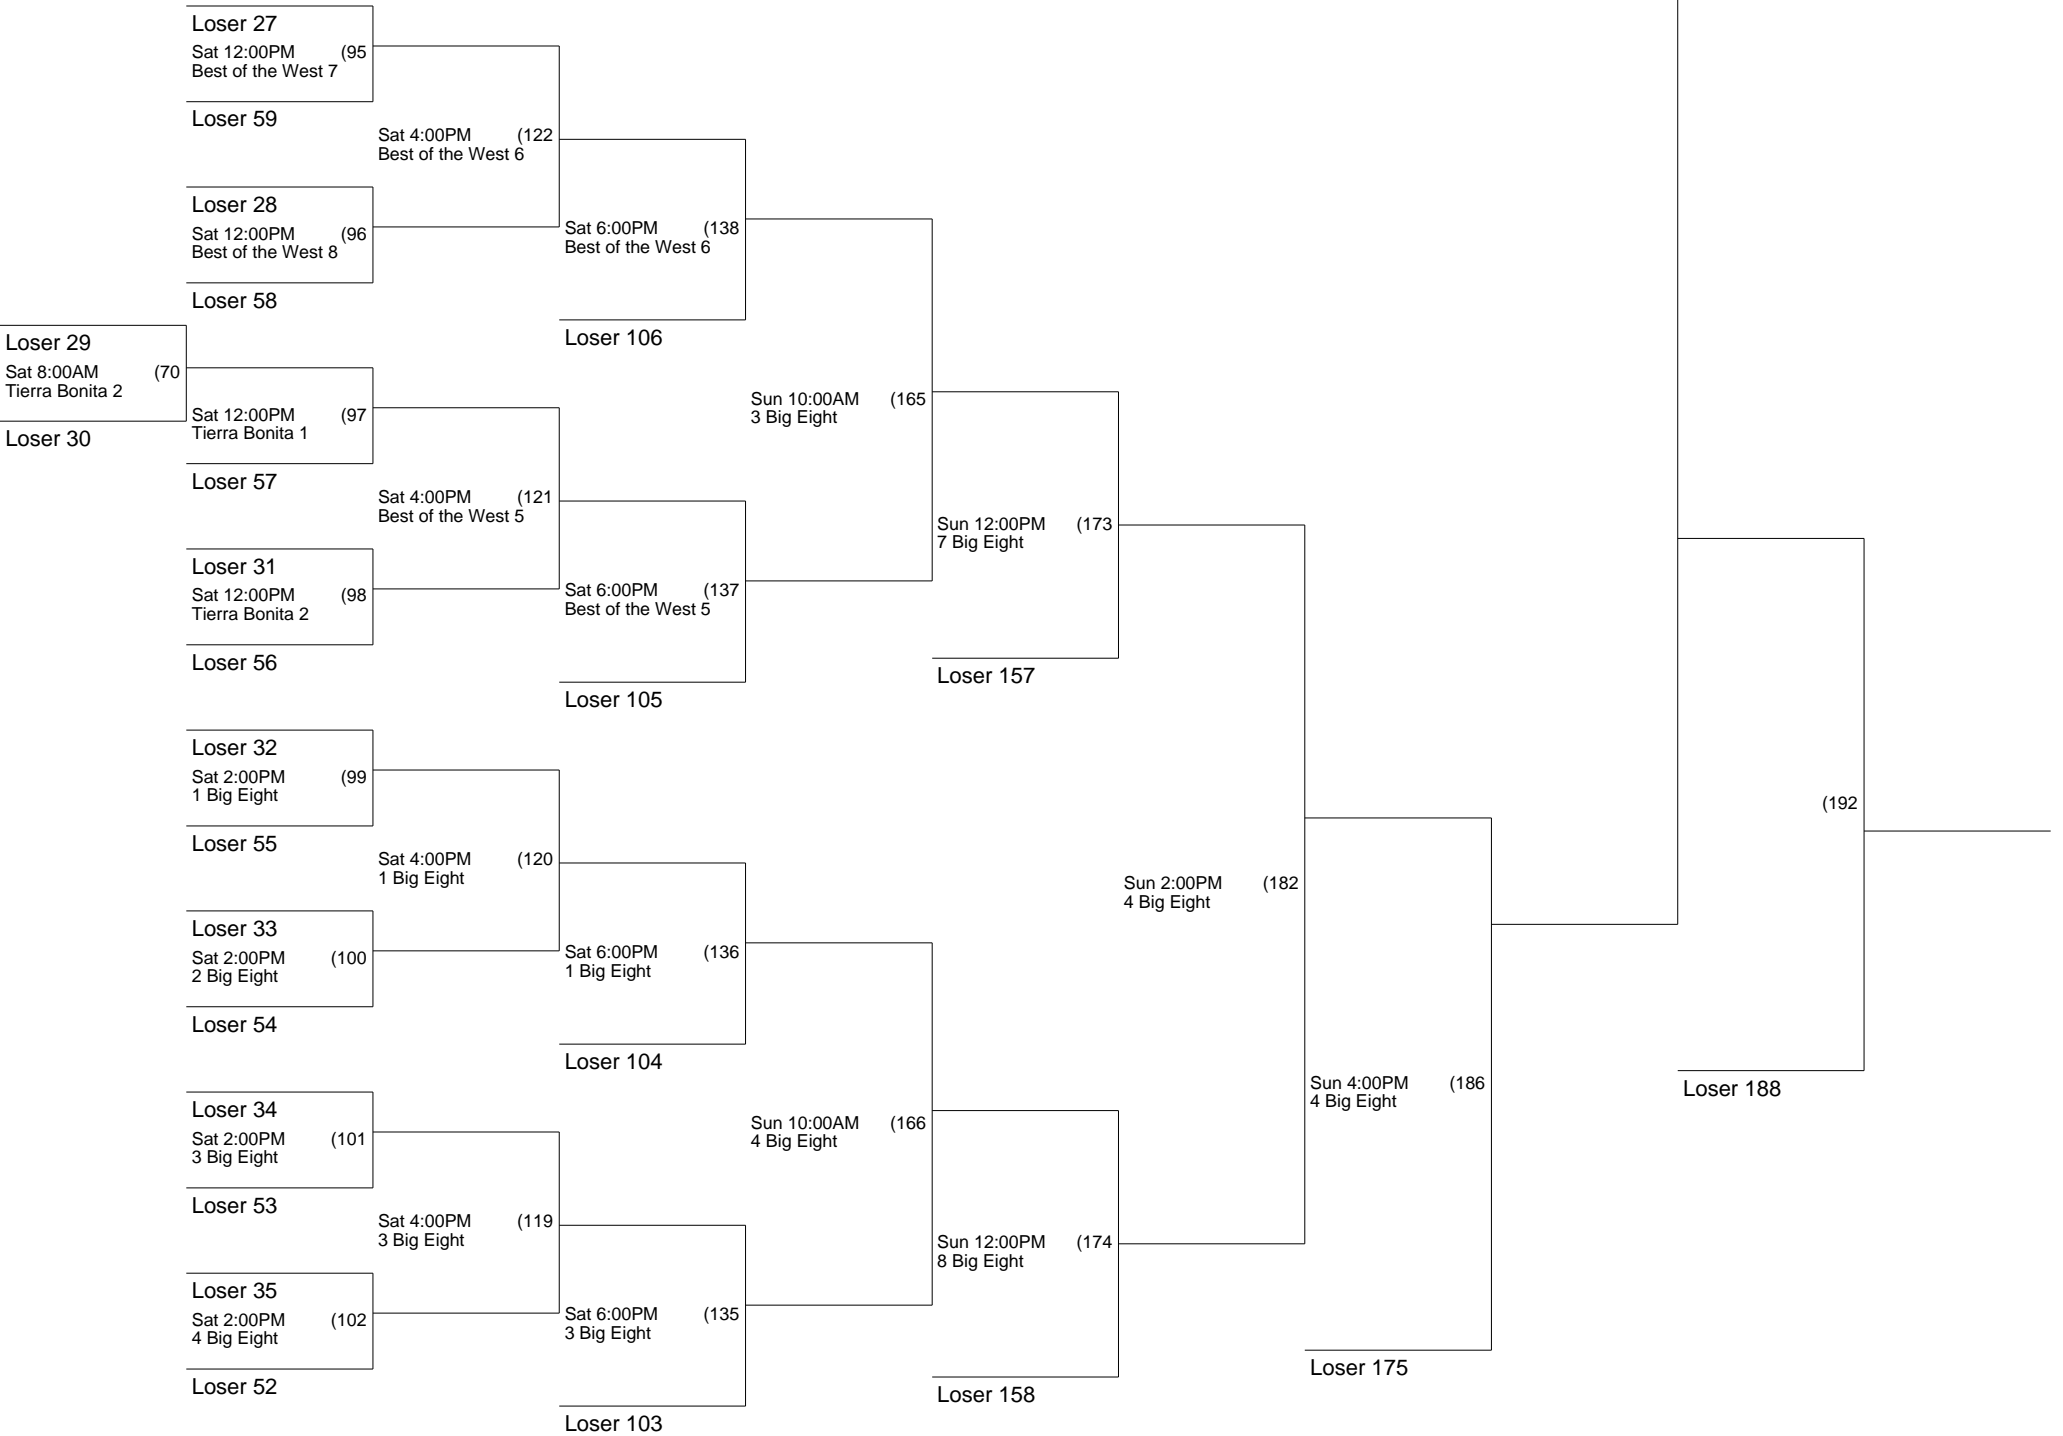 Loser 27
Sat 12:00PM (95
Best of the West 7
Loser 59
Sat 4:00PM (122
Best of the West 6
Loser 28
Sat 12:00PM (96
Best of the West 8
Loser 58
Sat 6:00PM (138
Best of the West 6
Loser 106
Loser 29
Sat 8:00AM (70
Tierra Bonita 2
Loser 30
Sat 12:00PM (97
Tierra Bonita 1
Loser 57
Sun 10:00AM (165
3 Big Eight
Sat 4:00PM (121
Best of the West 5
Loser 31
Sat 12:00PM (98
Tierra Bonita 2
Loser 56
Sat 6:00PM (137
Best of the West 5
Loser 105
Sun 12:00PM (173
7 Big Eight
Loser 157
Loser 32
Sat 2:00PM (99
1 Big Eight
Loser 55
Sat 4:00PM (120
1 Big Eight
Loser 33
Sat 2:00PM (100
2 Big Eight
Loser 54
Sat 6:00PM (136
1 Big Eight
Loser 104
Sun 2:00PM (182
4 Big Eight
(192
Loser 34
Sat 2:00PM (101
3 Big Eight
Loser 53
Sun 10:00AM (166
4 Big Eight
Sun 4:00PM (186
4 Big Eight
Loser 188
Sat 4:00PM (119
3 Big Eight
Loser 35
Sat 2:00PM (102
4 Big Eight
Loser 52
Sat 6:00PM (135
3 Big Eight
Loser 103
Sun 12:00PM (174
8 Big Eight
Loser 158
Loser 175